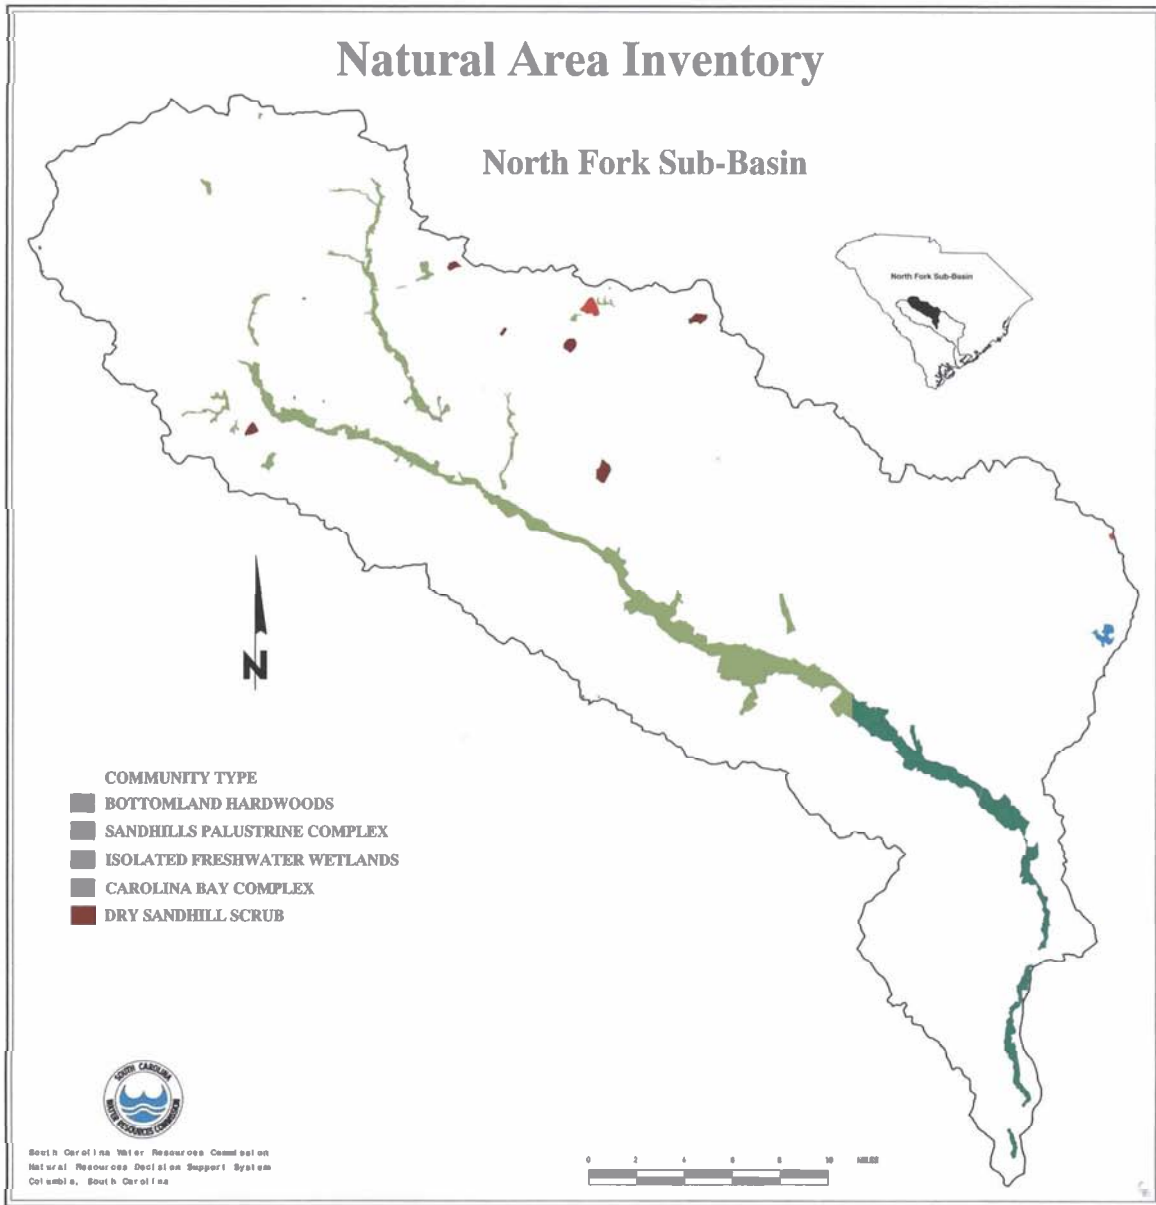 Natural Area Inventory
North Fork Sub-Basin
North Fork Sub-Basin
N
COMMUNITY TYPE
BOTTOMLAND HARDWOODS
SANDHILLS PALUSTRINE COMPLEX
ISOLATED FRESHWATER WETLANDS
CAROLINA BAY COMPLEX
DRY SANDHILL SCRUB
SOUTH CAROLINA
WATER RESOURCES COMMISSION
South Carolina Water Resources Commission
Natural Resources Decision Support System
Columbia, South Carolina
0 2 4 6 8 10 MILES